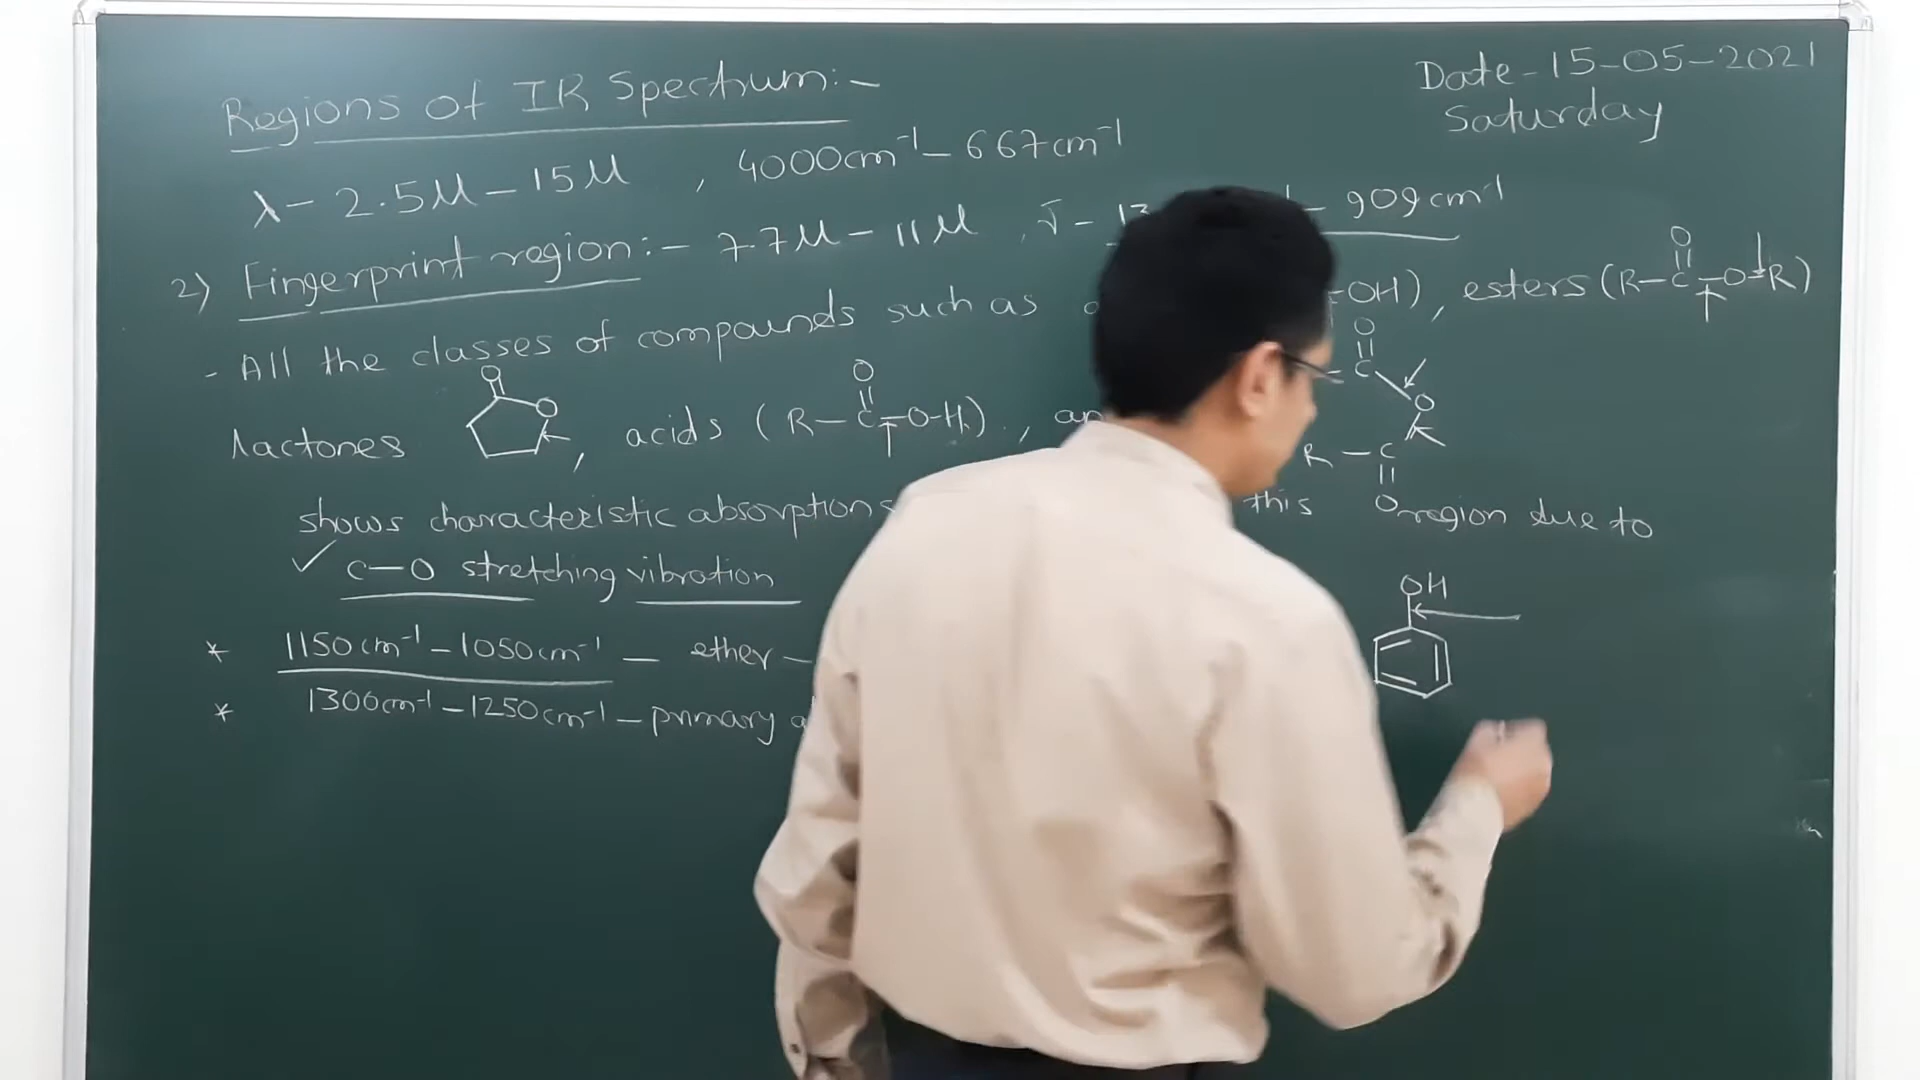 Regions of IR Spectrum:-
Date-15-05-2021
Saturday
λ- 2.5μ-15μ , 4000cm⁻¹-667cm⁻¹
2) Fingerprint region:- 7.7μ-11μ , ν̄- 13 - 909cm⁻¹
- All the classes of compounds such as -OH), esters (R-C-O-R)
O
||
lactones O O , acids (R-C-O-H) ,
O
||
O
||
C
O
R-C
||
O
shows characteristic absorptions this region due to
✓ C-O stretching vibration
OH
* 1150cm⁻¹-1050cm⁻¹ - ether -
* 1300cm⁻¹-1250cm⁻¹-primary